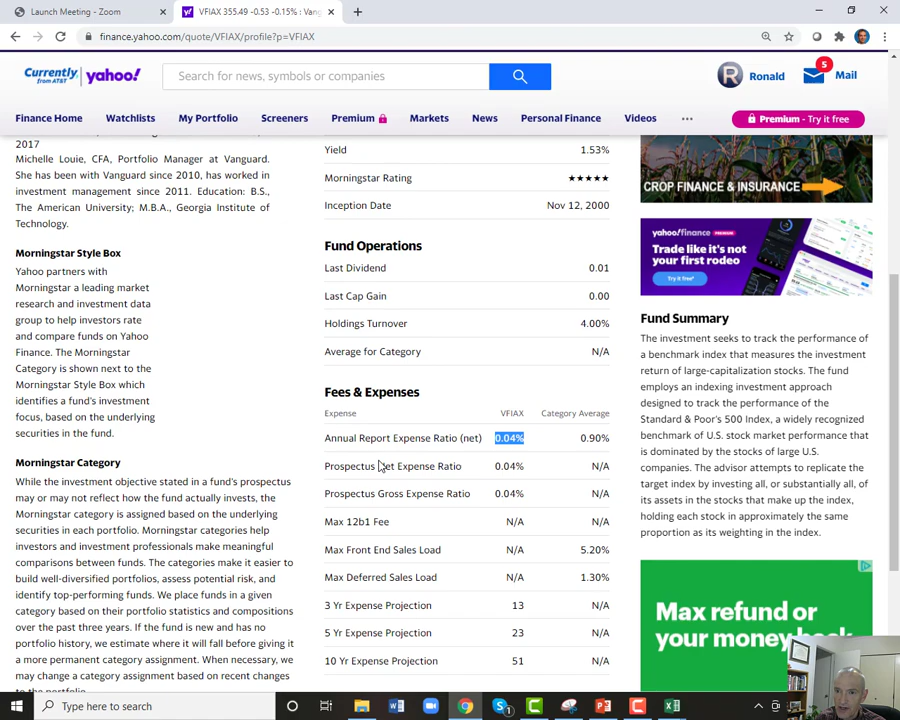 Launch Meeting - Zoom
VFIAX 355.49 -0.53 -0.15% : Vang
finance.yahoo.com/quote/VFIAX/profile?p=VFIAX
Currently,
from AT&T
yahoo!
Search for news, symbols or companies
R
Ronald
5
Mail
Finance Home
Watchlists
My Portfolio
Screeners
Premium
Markets
News
Personal Finance
Videos
Premium - Try it free
2017
Michelle Louie, CFA, Portfolio Manager at Vanguard.
She has been with Vanguard since 2010, has worked in
investment management since 2011. Education: B.S.,
The American University; M.B.A., Georgia Institute of
Technology.
Morningstar Style Box
Yahoo partners with
Morningstar a leading market
research and investment data
group to help investors rate
and compare funds on Yahoo
Finance. The Morningstar
Category is shown next to the
Morningstar Style Box which
identifies a fund's investment
focus, based on the underlying
securities in the fund.
Morningstar Category
While the investment objective stated in a fund's prospectus
may or may not reflect how the fund actually invests, the
Morningstar category is assigned based on the underlying
securities in each portfolio. Morningstar categories help
investors and investment professionals make meaningful
comparisons between funds. The categories make it easier to
build well-diversified portfolios, assess potential risk, and
identify top-performing funds. We place funds in a given
category based on their portfolio statistics and compositions
over the past three years. If the fund is new and has no
portfolio history, we estimate where it will fall before giving it
a more permanent category assignment. When necessary, we
may change a category assignment based on recent changes
to the portfolio.
Yield 1.53%
Morningstar Rating ★★★★★
Inception Date Nov 12, 2000
Fund Operations
Last Dividend 0.01
Last Cap Gain 0.00
Holdings Turnover 4.00%
Average for Category N/A
Fees & Expenses
Expense VFIAX Category Average
Annual Report Expense Ratio (net) 0.04% 0.90%
Prospectus Net Expense Ratio 0.04% N/A
Prospectus Gross Expense Ratio 0.04% N/A
Max 12b1 Fee N/A N/A
Max Front End Sales Load N/A 5.20%
Max Deferred Sales Load N/A 1.30%
3 Yr Expense Projection 13 N/A
5 Yr Expense Projection 23 N/A
10 Yr Expense Projection 51 N/A
CROP FINANCE & INSURANCE
yahoo!finance PREMIUM
Trade like it's not
your first rodeo
Try it free*
Fund Summary
The investment seeks to track the performance of
a benchmark index that measures the investment
return of large-capitalization stocks. The fund
employs an indexing investment approach
designed to track the performance of the
Standard & Poor's 500 Index, a widely recognized
benchmark of U.S. stock market performance that
is dominated by the stocks of large U.S.
companies. The advisor attempts to replicate the
target index by investing all, or substantially all, of
its assets in the stocks that make up the index,
holding each stock in approximately the same
proportion as its weighting in the index.
Max refund or
your money back
Type here to search